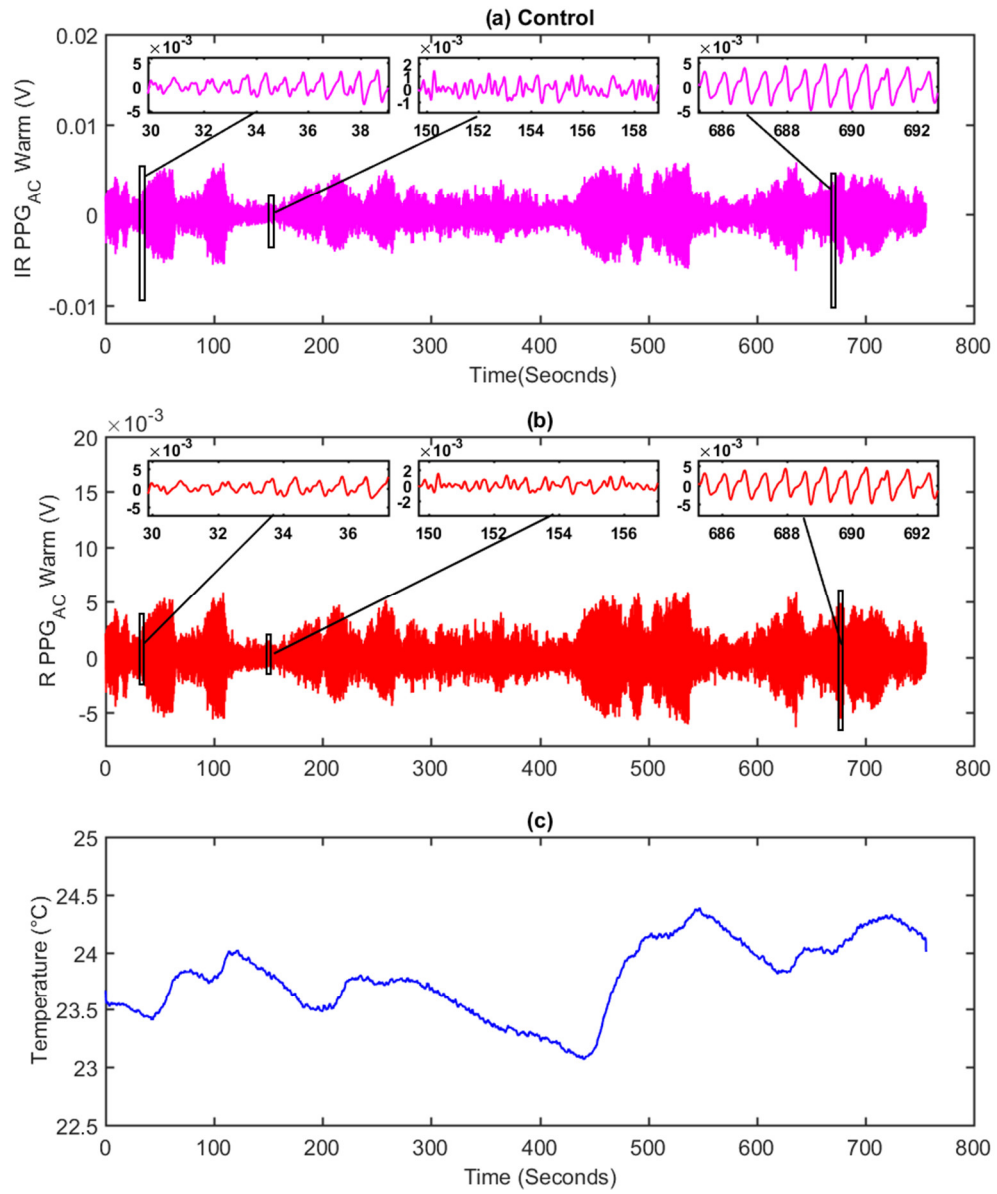 (a) Control
IR PPG_AC Warm (V)
0.02
0.01
0
-0.01
×10^-3
5
0
-5
30 32 34 36 38
×10^-3
2
1
0
-1
150 152 154 156 158
×10^-3
5
0
-5
686 688 690 692
0 100 200 300 400 500 600 700 800
Time(Seocnds)
(b)
×10^-3
R PPG_AC Warm (V)
20
15
10
5
0
-5
×10^-3
5
0
-5
30 32 34 36
×10^-3
2
0
-2
150 152 154 156
×10^-3
5
0
-5
686 688 690 692
0 100 200 300 400 500 600 700 800
(c)
Temperature (°C)
25
24.5
24
23.5
23
22.5
0 100 200 300 400 500 600 700 800
Time (Seconds)